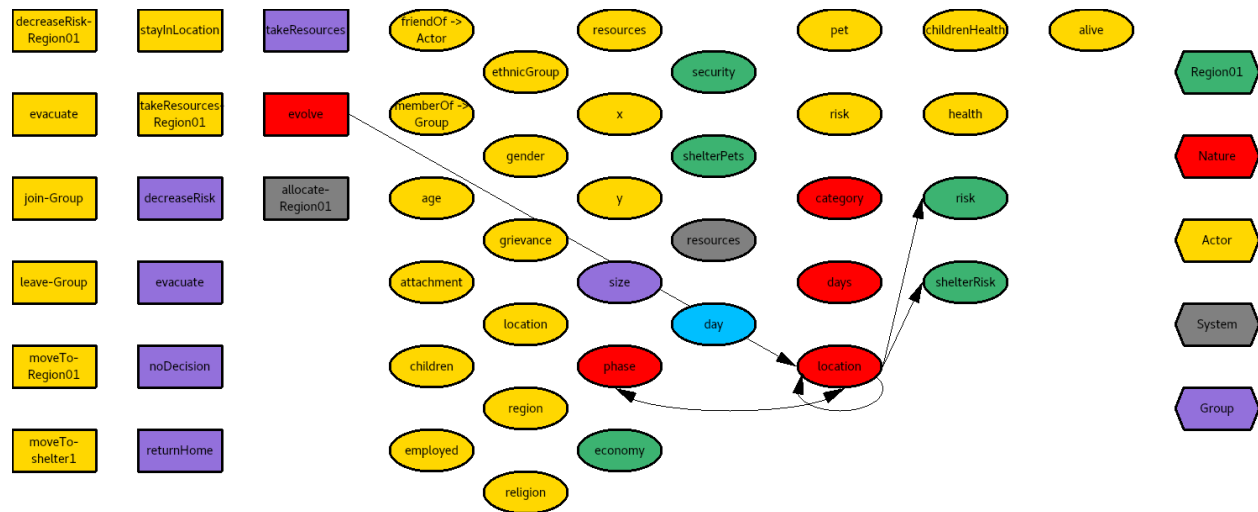 decreaseRisk-
Region01
stayInLocation
takeResources
friendOf ->
Actor
resources
pet
childrenHealth
alive
ethnicGroup
security
Region01
evacuate
takeResources-
Region01
evolve
memberOf ->
Group
x
risk
health
gender
shelterPets
Nature
join-Group
decreaseRisk
allocate-
Region01
age
y
category
risk
grievance
resources
Actor
leave-Group
evacuate
attachment
size
days
shelterRisk
location
day
System
moveTo-
Region01
noDecision
children
phase
location
region
Group
moveTo-
shelter1
returnHome
employed
economy
religion